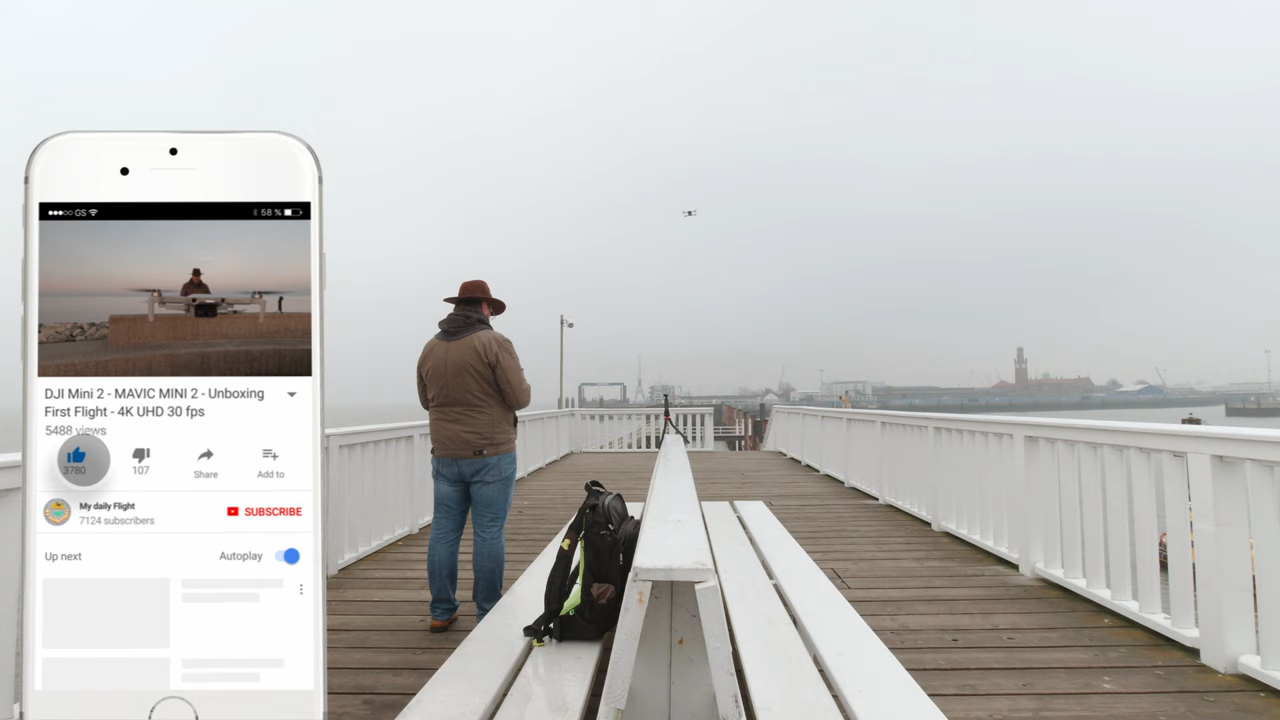 GS 58 %
DJI Mini 2 - MAVIC MINI 2 - Unboxing
First Flight - 4K UHD 30 fps
5488 views
3780 107 Share Add to
My daily Flight
7124 subscribers
SUBSCRIBE
Up next Autoplay